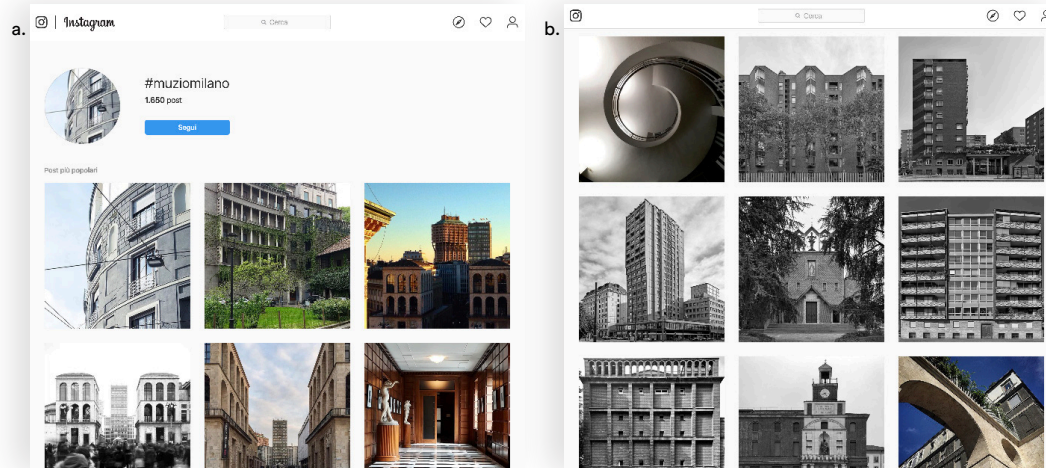 a.
Instagram
Cerca
#muziomilano
1.650 post
Segui
Post più popolari
b.
Cerca